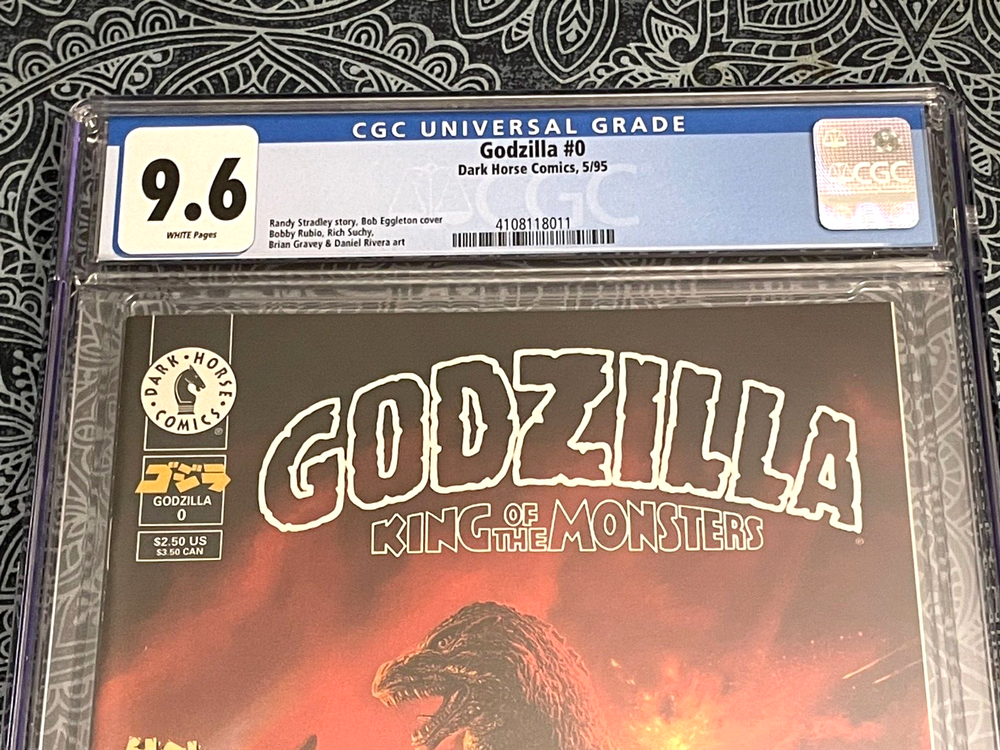 CGC UNIVERSAL GRADE
9.6
WHITE Pages
Godzilla #0
Dark Horse Comics, 5/95
Randy Stradley story, Bob Eggleton cover
Bobby Rubio, Rich Suchy,
Brian Gravey & Daniel Rivera art
4108118011
CGC
CGC
DARK · HORSE
COMICS
®
ゴジラ
GODZILLA
0
$2.50 US
$3.50 CAN
GODZILLA
KING OF THE MONSTERS
®